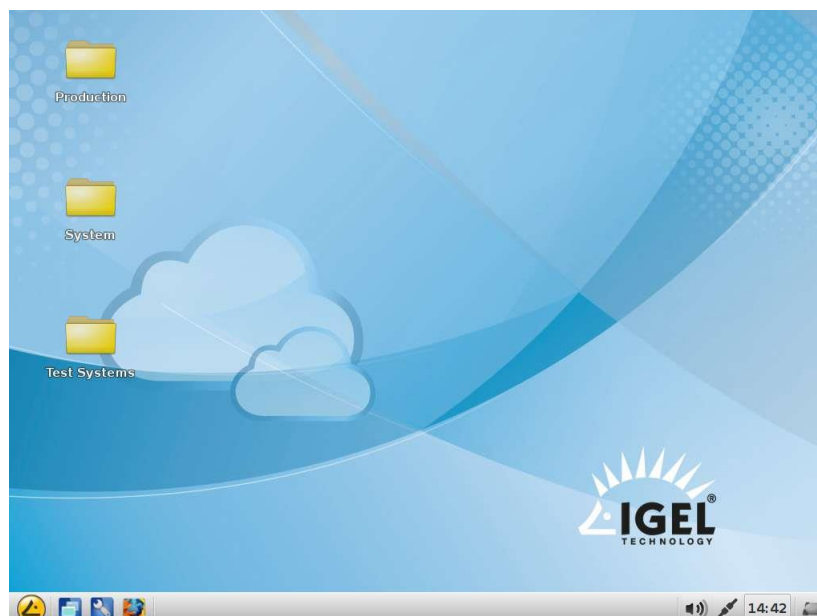 Production
System
Test Systems
IGEL®
TECHNOLOGY
14:42